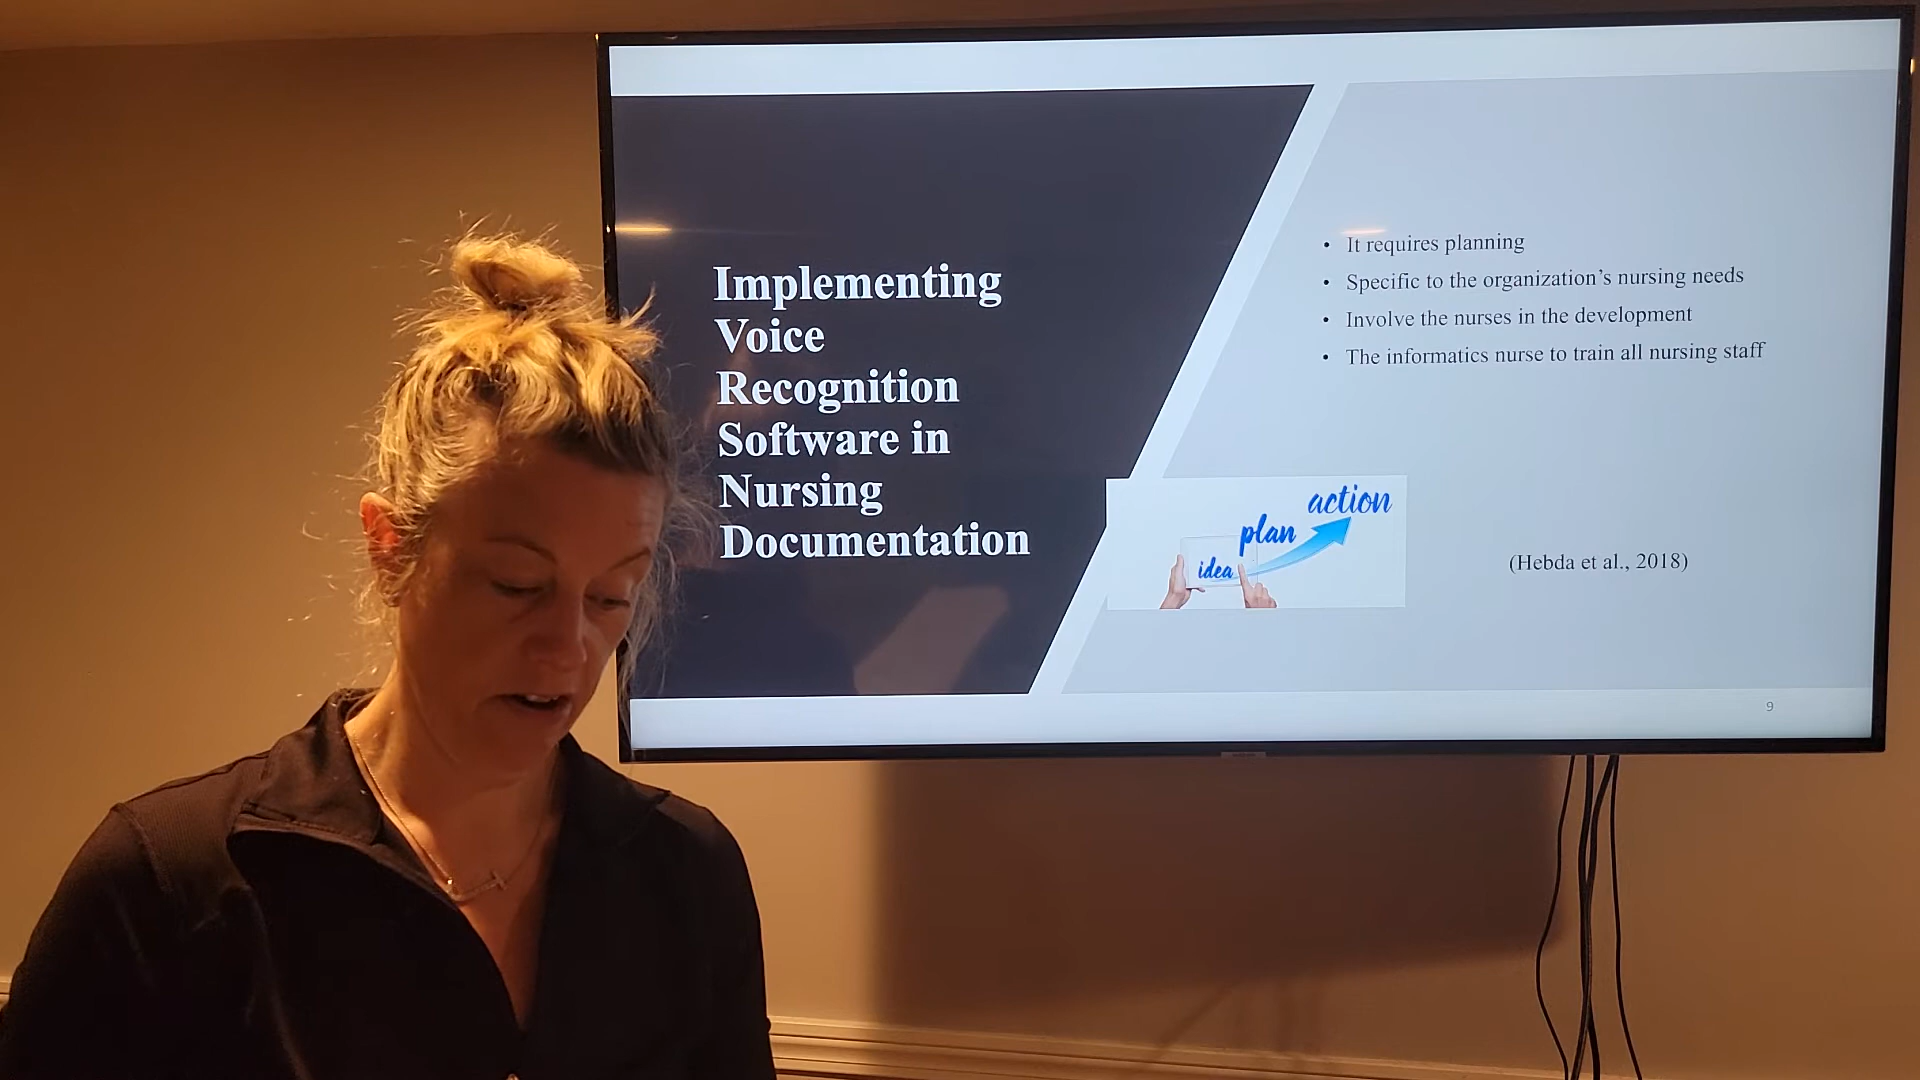 Implementing
Voice
Recognition
Software in
Nursing
Documentation
• It requires planning
• Specific to the organization’s nursing needs
• Involve the nurses in the development
• The informatics nurse to train all nursing staff
action
plan
idea
(Hebda et al., 2018)
9